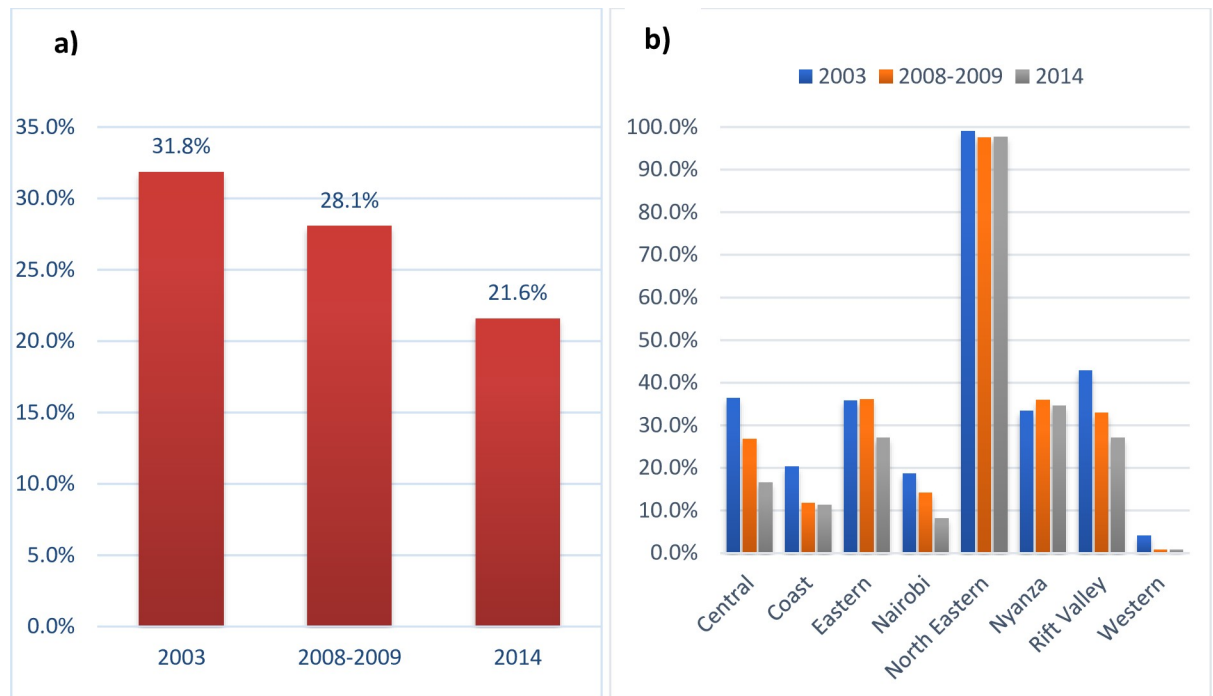 a)
35.0%
30.0%
25.0%
20.0%
15.0%
10.0%
5.0%
0.0%
31.8%
28.1%
21.6%
2003 2008-2009 2014
b)
2003 2008-2009 2014
100.0%
90.0%
80.0%
70.0%
60.0%
50.0%
40.0%
30.0%
20.0%
10.0%
0.0%
Central
Coast
Eastern
Nairobi
North Eastern
Nyanza
Rift Valley
Western